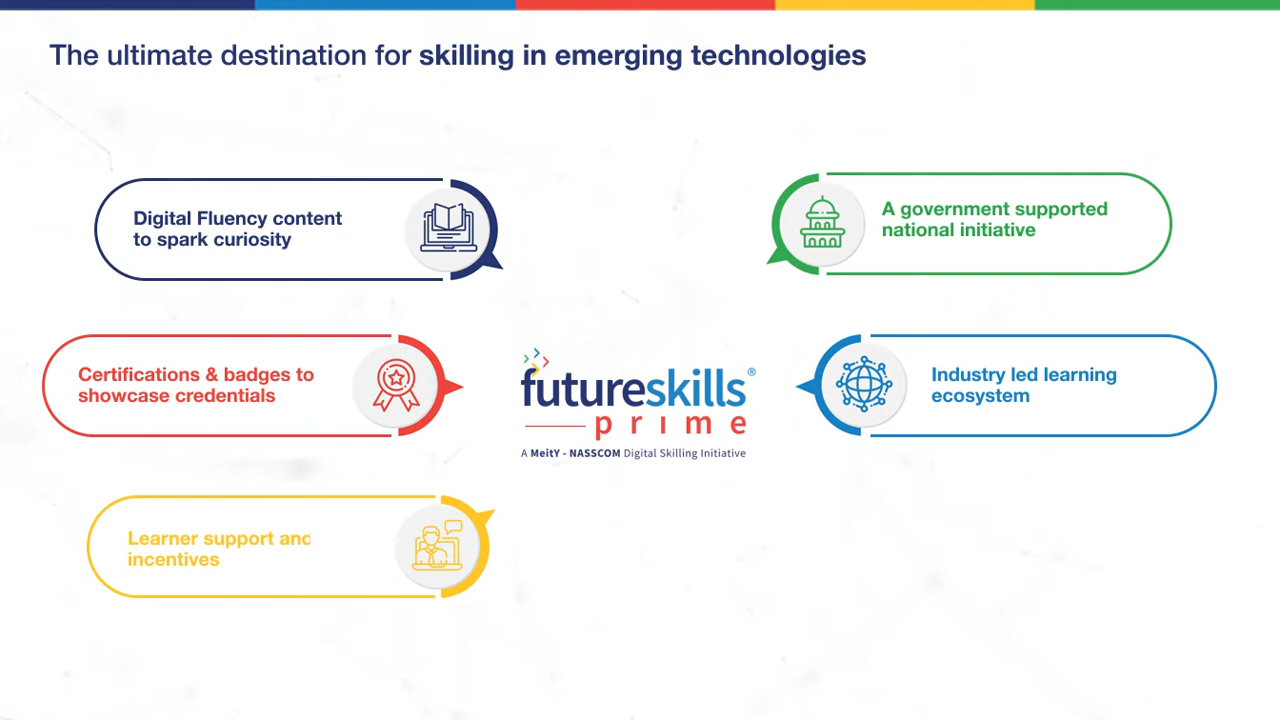 The ultimate destination for skilling in emerging technologies
Digital Fluency content
to spark curiosity
A government supported
national initiative
Certifications & badges to
showcase credentials
futureskills®
prime
A MeitY - NASSCOM Digital Skilling Initiative
Industry led learning
ecosystem
Learner support and
incentives